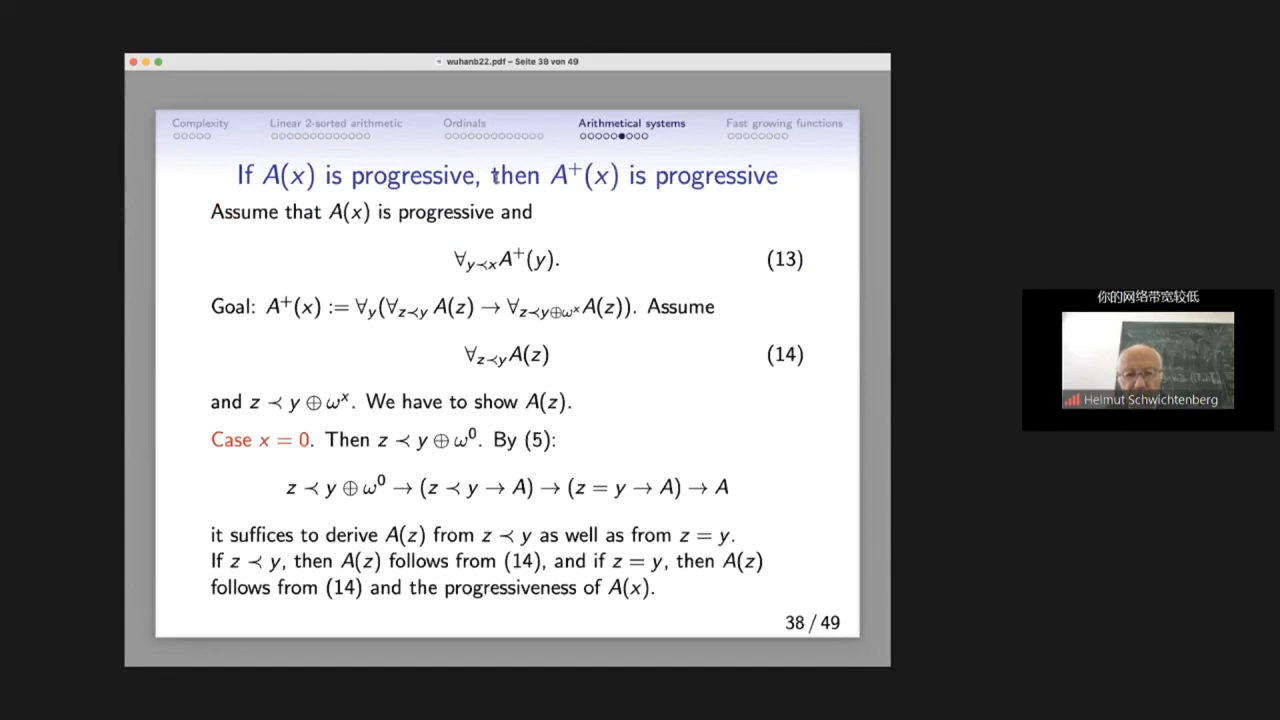 wuhanb22.pdf – Seite 38 von 49
Complexity Linear 2-sorted arithmetic Ordinals Arithmetical systems Fast growing functions
If A(x) is progressive, then A⁺(x) is progressive
Assume that A(x) is progressive and
∀_{y≺x}A⁺(y). (13)
Goal: A⁺(x) := ∀_y(∀_{z≺y} A(z) → ∀_{z≺y⊕ω^x}A(z)). Assume
∀_{z≺y}A(z) (14)
and z ≺ y ⊕ ω^x. We have to show A(z).
Case x = 0. Then z ≺ y ⊕ ω⁰. By (5):
z ≺ y ⊕ ω⁰ → (z ≺ y → A) → (z = y → A) → A
it suffices to derive A(z) from z ≺ y as well as from z = y.
If z ≺ y, then A(z) follows from (14), and if z = y, then A(z)
follows from (14) and the progressiveness of A(x).
38 / 49
你的网络带宽较低
Helmut Schwichtenberg